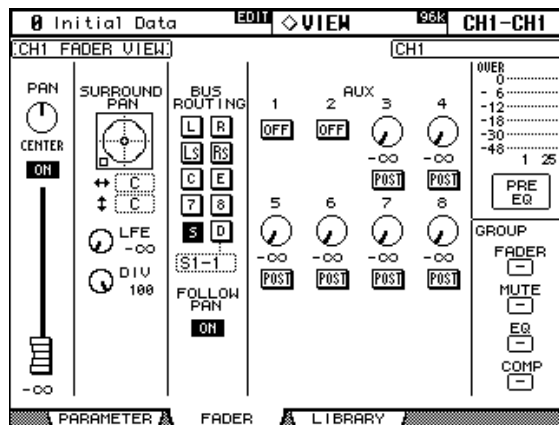 0 Initial Data EDIT ◇VIEW 96k CH1-CH1
CH1 FADER VIEW CH1
PAN
CENTER
ON
-∞
SURROUND
PAN
↔ C
↕ C
LFE
-∞
DIV
100
BUS
ROUTING
L R
Ls Rs
C E
7 8
S D
S1-1
FOLLOW
PAN
ON
AUX
1 2 3 4
OFF OFF
-∞ -∞
POST POST
5 6 7 8
-∞ -∞ -∞ -∞
POST POST POST POST
OVER
0
-6
-12
-18
-30
-48
1 25
PRE
EQ
GROUP
FADER
-
MUTE
-
EQ
-
COMP
-
PARAMETER FADER LIBRARY